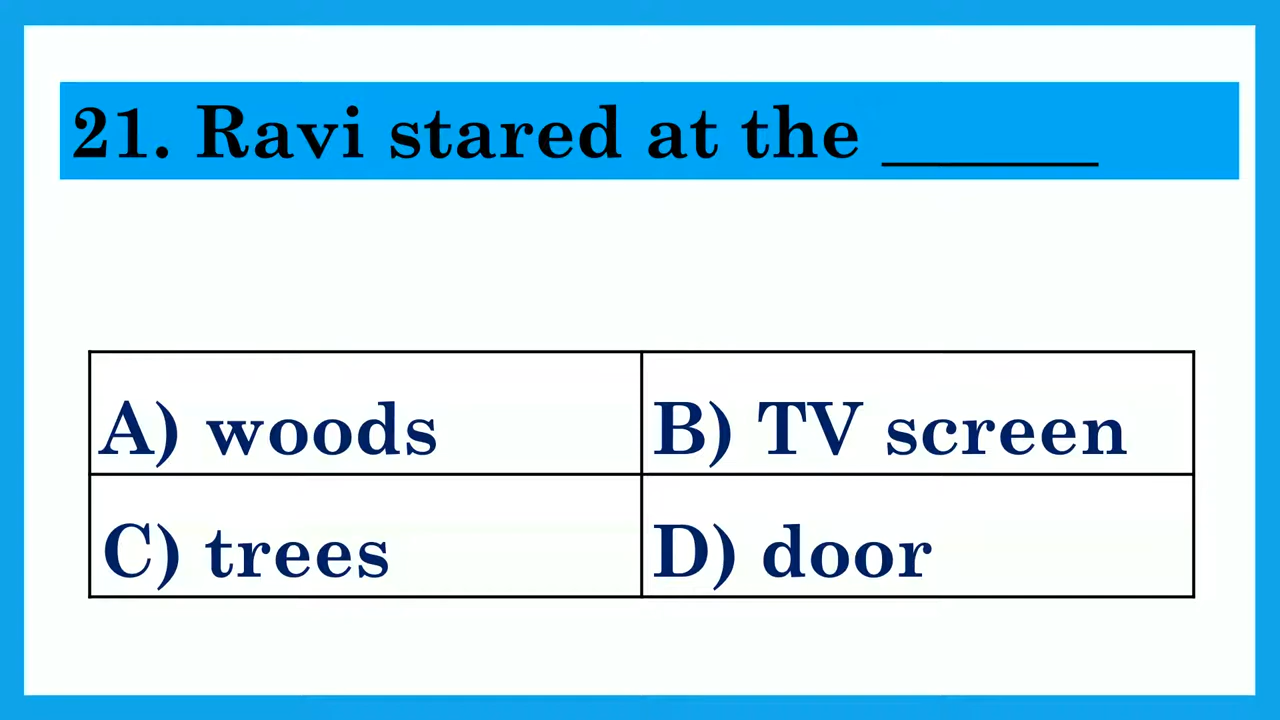 21. Ravi stared at the ______
A) woods
B) TV screen
C) trees
D) door